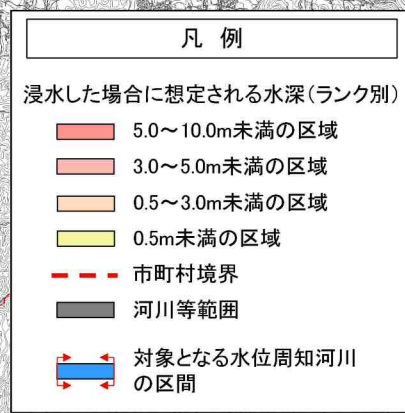 凡 例
浸水した場合に想定される水深(ランク別)
5.0～10.0m未満の区域
3.0～5.0m未満の区域
0.5～3.0m未満の区域
0.5m未満の区域
市町村境界
河川等範囲
対象となる水位周知河川
の区間